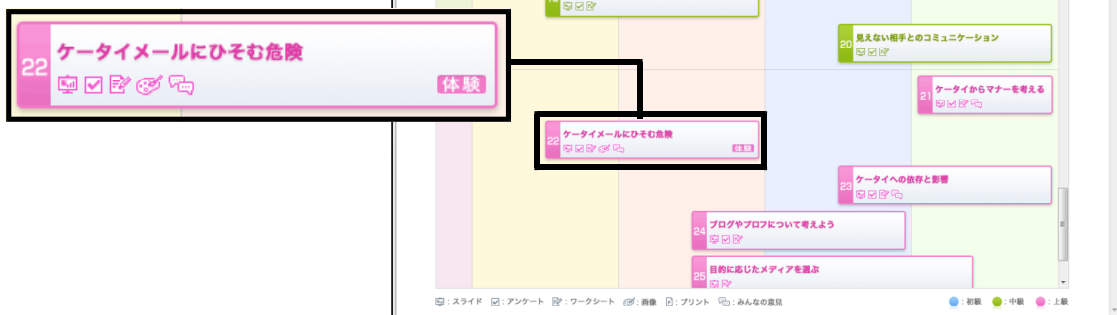 22 ケータイメールにひそむ危険
体験
20 見えない相手とのコミュニケーション
21 ケータイからマナーを考える
22 ケータイメールにひそむ危険
体験
23 ケータイへの依存と影響
24 ブログやプロフについて考えよう
25 目的に応じたメディアを選ぶ
：スライド ：アンケート ：ワークシート ：画像 ：プリント ：みんなの意見 ：初級 ：中級 ：上級